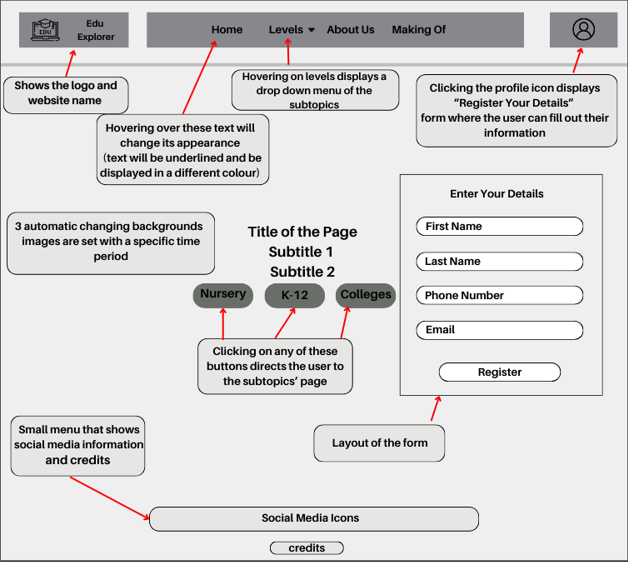 Edu
Explorer
EDU
Home Levels About Us Making Of
Shows the logo and
website name
Hovering on levels displays a
drop down menu of the
subtopics
Clicking the profile icon displays
“Register Your Details”
form where the user can fill out their
information
Hovering over these text will
change its appearance
(text will be underlined and be
displayed in a different colour)
3 automatic changing backgrounds
images are set with a specific time
period
Title of the Page
Subtitle 1
Subtitle 2
Nursery K-12 Colleges
Enter Your Details
First Name
Last Name
Phone Number
Email
Register
Clicking on any of these
buttons directs the user to
the subtopics’ page
Layout of the form
Small menu that shows
social media information
and credits
Social Media Icons
credits